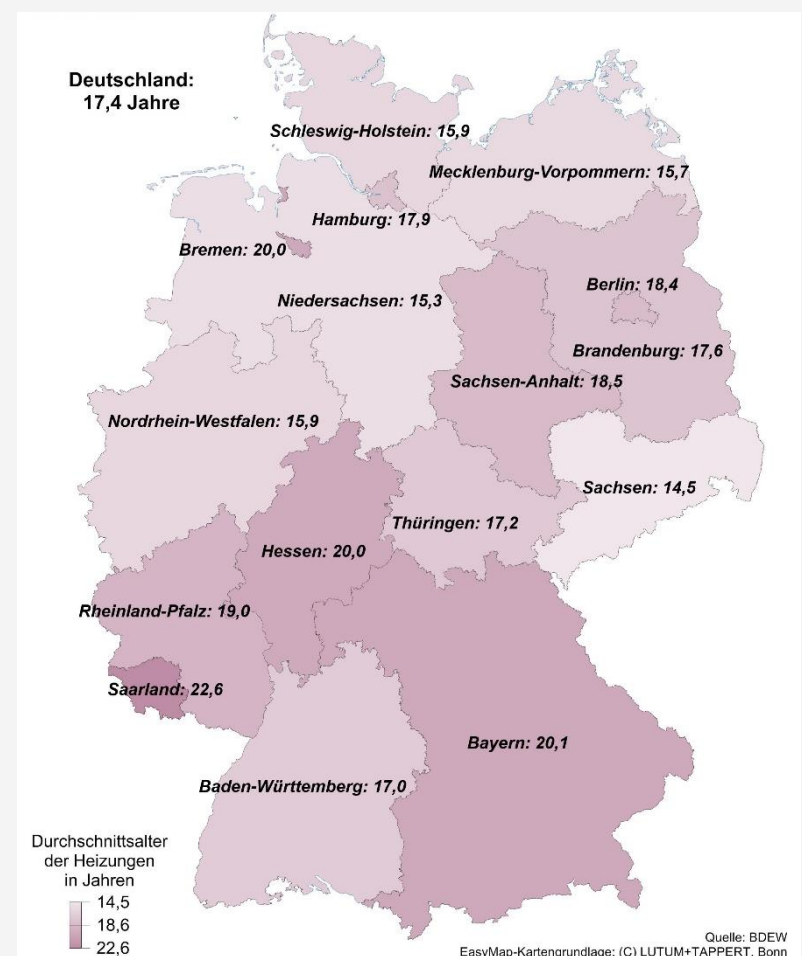 Deutschland:
17,4 Jahre
Schleswig-Holstein: 15,9
Mecklenburg-Vorpommern: 15,7
Hamburg: 17,9
Bremen: 20,0
Berlin: 18,4
Niedersachsen: 15,3
Brandenburg: 17,6
Sachsen-Anhalt: 18,5
Nordrhein-Westfalen: 15,9
Sachsen: 14,5
Thüringen: 17,2
Hessen: 20,0
Rheinland-Pfalz: 19,0
Saarland: 22,6
Bayern: 20,1
Baden-Württemberg: 17,0
Durchschnittsalter
der Heizungen
in Jahren
14,5
18,6
22,6
Quelle: BDEW
EasyMap-Kartengrundlage: (C) LUTUM+TAPPERT, Bonn